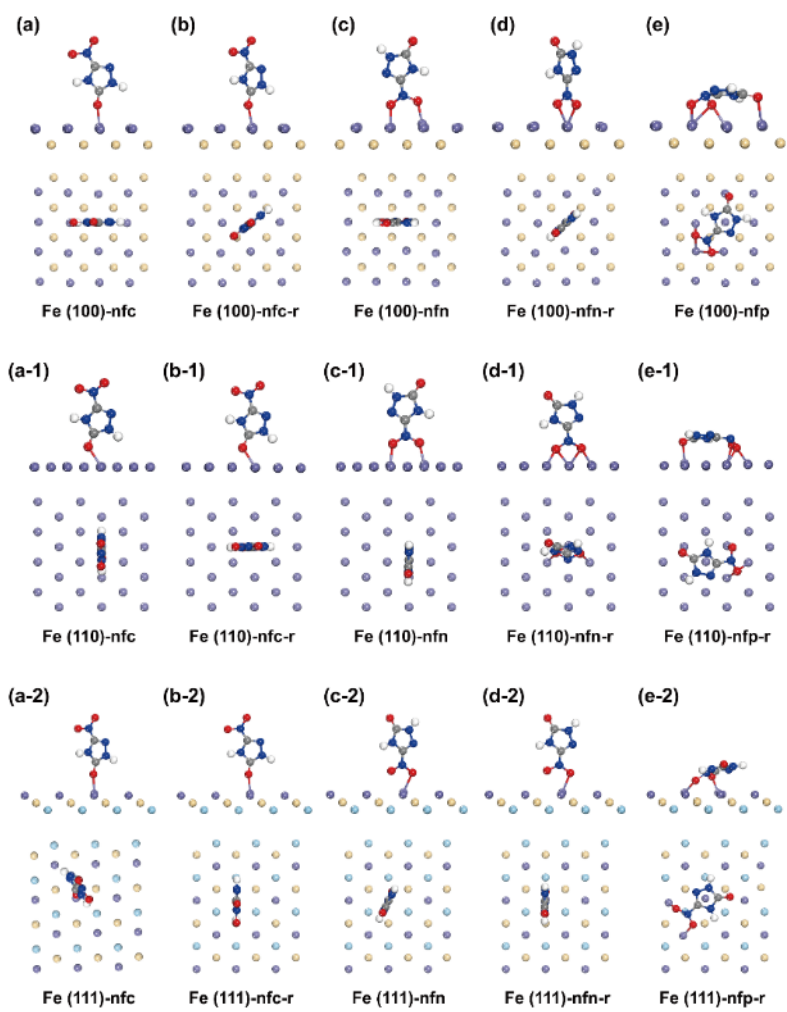 (a) (b) (c) (d) (e)
Fe (100)-nfc Fe (100)-nfc-r Fe (100)-nfn Fe (100)-nfn-r Fe (100)-nfp
(a-1) (b-1) (c-1) (d-1) (e-1)
Fe (110)-nfc Fe (110)-nfc-r Fe (110)-nfn Fe (110)-nfn-r Fe (110)-nfp-r
(a-2) (b-2) (c-2) (d-2) (e-2)
Fe (111)-nfc Fe (111)-nfc-r Fe (111)-nfn Fe (111)-nfn-r Fe (111)-nfp-r